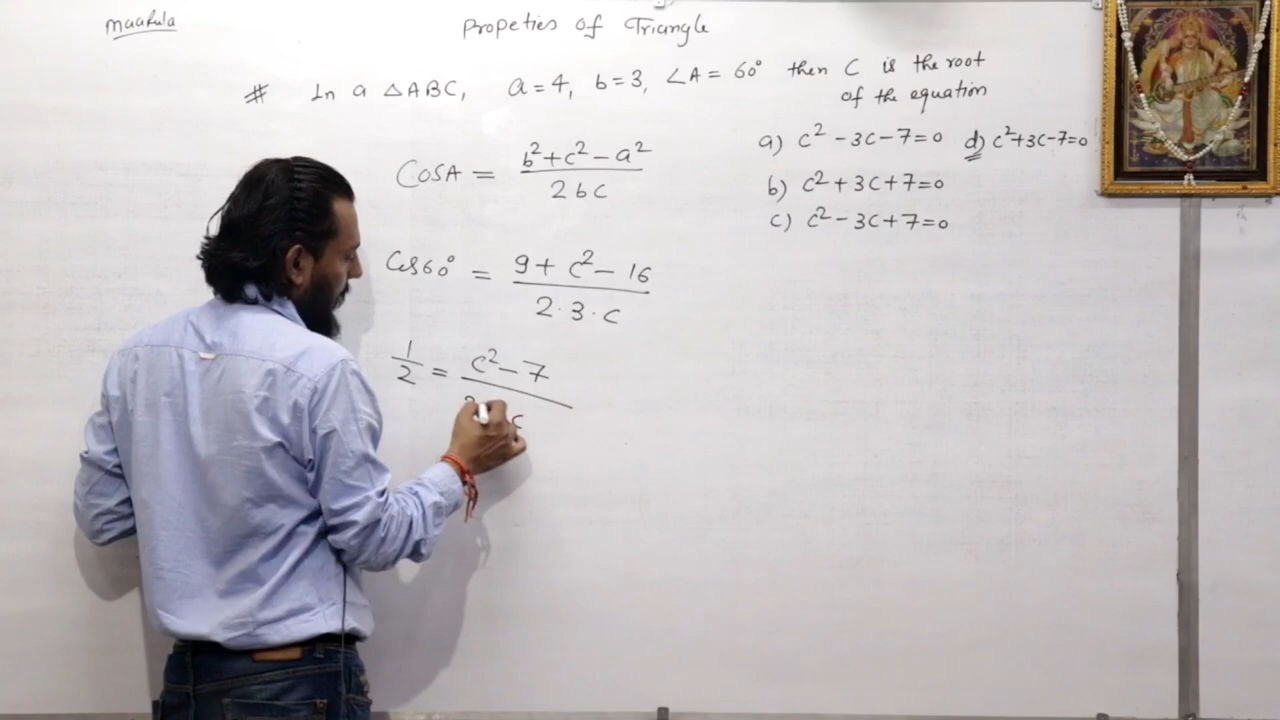 maafula
Propeties of Triangle
# In a △ABC, a=4, b=3, ∠A = 60° then C is the root
of the equation
a) c² - 3c - 7 = 0 d) c² + 3c - 7 = 0
b) c² + 3c + 7 = 0
c) c² - 3c + 7 = 0
CosA = b² + c² - a² / 2bc
Cos60° = 9 + c² - 16 / 2·3·c
1/2 = c² - 7 / c